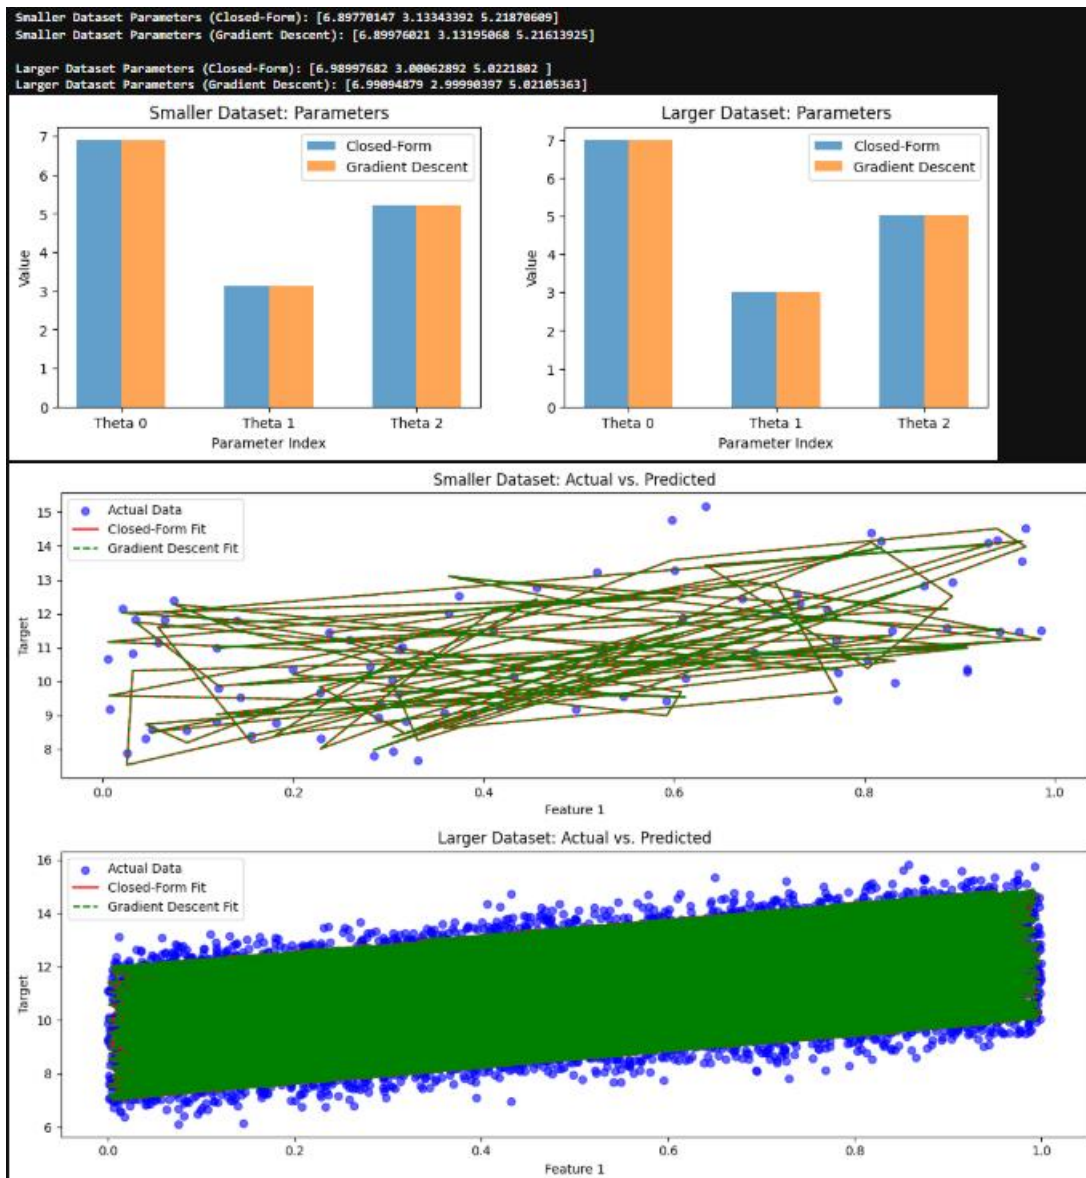 Smaller Dataset Parameters (Closed-Form): [6.89770147 3.13343392 5.21870609]
Smaller Dataset Parameters (Gradient Descent): [6.89976021 3.13195068 5.21613925]
Larger Dataset Parameters (Closed-Form): [6.98997682 3.00062892 5.0221802 ]
Larger Dataset Parameters (Gradient Descent): [6.99094879 2.99990397 5.02105363]
Smaller Dataset: Parameters
Closed-Form
Gradient Descent
7
6
5
4
3
2
1
0
Value
Theta 0 Theta 1 Theta 2
Parameter Index
Larger Dataset: Parameters
Closed-Form
Gradient Descent
7
6
5
4
3
2
1
0
Value
Theta 0 Theta 1 Theta 2
Parameter Index
Smaller Dataset: Actual vs. Predicted
Actual Data
Closed-Form Fit
Gradient Descent Fit
15
14
13
12
11
10
9
8
Target
0.0 0.2 0.4 0.6 0.8 1.0
Feature 1
Larger Dataset: Actual vs. Predicted
Actual Data
Closed-Form Fit
Gradient Descent Fit
16
14
12
10
8
6
Target
0.0 0.2 0.4 0.6 0.8 1.0
Feature 1